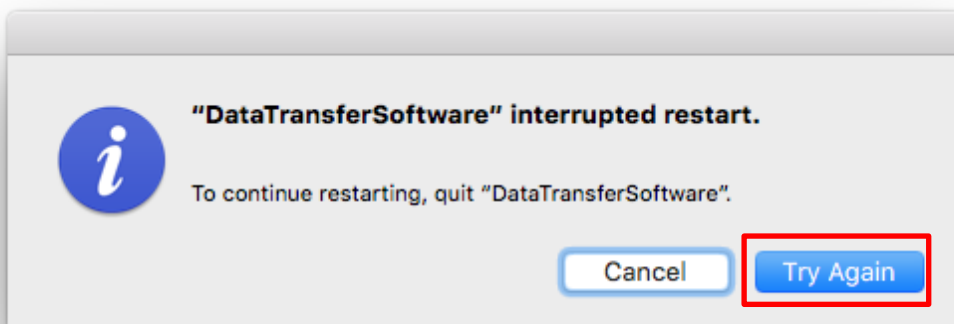 “DataTransferSoftware” interrupted restart.
To continue restarting, quit “DataTransferSoftware”.
Cancel
Try Again